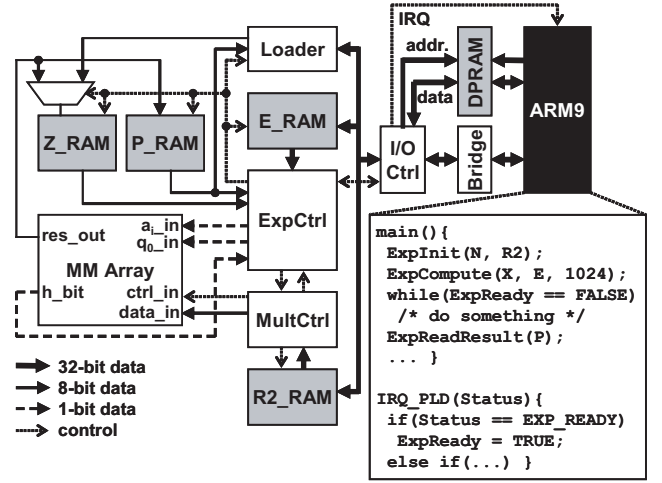 IRQ
Loader
addr.
data
DPRAM
ARM9
E_RAM
Z_RAM
P_RAM
I/O
Ctrl
Bridge
ExpCtrl
res_out
a_i_in
q_0_in
MM Array
h_bit
ctrl_in
data_in
MultCtrl
R2_RAM
32-bit data
8-bit data
1-bit data
control
main(){
ExpInit(N, R2);
ExpCompute(X, E, 1024);
while(ExpReady == FALSE)
/* do something */
ExpReadResult(P);
... }
IRQ_PLD(Status){
if(Status == EXP_READY)
ExpReady = TRUE;
else if(...) }